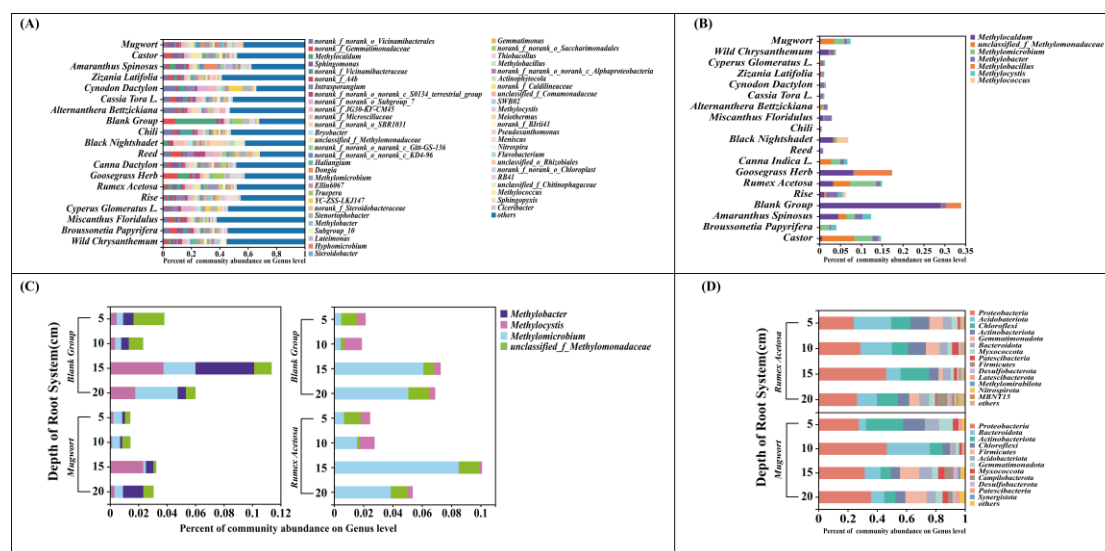 (A)
Mugwort
Castor
Amaranthus Spinosus
Zizania Latifolia
Cynodon Dactylon
Cassia Tora L.
Alternanthera Bettzickiana
Blank Group
Chili
Black Nightshadet
Reed
Canna Dactylon
Goosegrass Herb
Rumex Acetosa
Rise
Cyperus Glomeratus L.
Miscanthus Floridulus
Broussonetia Papyrifera
Wild Chrysanthemum
0 0.2 0.4 0.6 0.8 1
Percent of community abundance on Genus level
norank_f_norank_o_Vicinamibacterales
norank_f_Gemmatimonadaceae
Methylocaldum
Sphingomonas
norank_f_Vicinamibacteraceae
norank_f_A4b
Intrasporangium
norank_f_norank_o_norank_c_S0134_terrestrial_group
norank_f_norank_o_Subgroup_7
norank_f_JG30-KF-CM45
norank_f_Microscillaceae
norank_f_norank_o_SBR1031
Bryobacter
unclassified_f_Methylomonadaceae
norank_f_norank_o_norank_c_Gitt-GS-136
norank_f_norank_o_norank_c_KD4-96
Haliangium
Dongia
Methylomicrobium
Ellin6067
Truepera
YC-ZSS-LKJ147
norank_f_Steroidobacteraceae
Stenotrophobacter
Methylobacter
Subgroup_10
Luteimonas
Hyphomicrobium
Steroidobacter
Gemmatimonas
norank_f_norank_o_Saccharimonadales
Thiobacillus
Methylobacillus
norank_f_norank_o_norank_c_Alphaproteobacteria
Actinophytocola
norank_f_Caldilineaceae
unclassified_f_Comamonadaceae
SWB02
Methylocystis
Meiothermus
norank_f_BIrii41
Pseudoxanthomonas
Meniscus
Nitrospira
Flavobacterium
unclassified_o_Rhizobiales
norank_f_norank_o_Chloroplast
RB41
unclassified_f_Chitinophagaceae
Methylococcus
Sphingopyxis
Ciceribacter
others
(B)
Mugwort
Wild Chrysanthemum
Cyperus Glomeratus L.
Zizania Latifolia
Cynodon Dactylon
Cassia Tora L.
Alternanthera Bettzickiana
Miscanthus Floridulus
Chili
Black Nightshadet
Reed
Canna Indica L.
Goosegrass Herb
Rumex Acetosa
Rise
Blank Group
Amaranthus Spinosus
Broussonetia Papyrifera
Castor
0 0.05 0.1 0.15 0.2 0.25 0.3 0.35
Percent of community abundance on Genus level
Methylocaldum
unclassified_f_Methylomonadaceae
Methylomicrobium
Methylobacter
Methylobacillus
Methylocystis
Methylococcus
(C)
Depth of Root System(cm)
Blank Group
5
10
15
20
Mugwort
5
10
15
20
0 0.02 0.04 0.06 0.08 0.1 0.12
Blank Group
5
10
15
20
Rumex Acetosa
5
10
15
20
0 0.02 0.04 0.06 0.08 0.1
Percent of community abundance on Genus level
Methylobacter
Methylocystis
Methylomicrobium
unclassified_f_Methylomonadaceae
(D)
Depth of Root System(cm)
Rumex Acetosa
5
10
15
20
Mugwort
5
10
15
20
0 0.2 0.4 0.6 0.8 1
Percent of community abundance on Genus level
Proteobacteria
Acidobacteriota
Chloroflexi
Actinobacteriota
Gemmatimonadota
Bacteroidota
Myxococcota
Patescibacteria
Firmicutes
Desulfobacterota
Latescibacterota
Methylomirabilota
Nitrospirota
MBNT15
others
Proteobacteria
Bacteroidota
Actinobacteriota
Chloroflexi
Firmicutes
Acidobacteriota
Gemmatimonadota
Myxococcota
Campilobacterota
Desulfobacterota
Patescibacteria
Synergistota
others